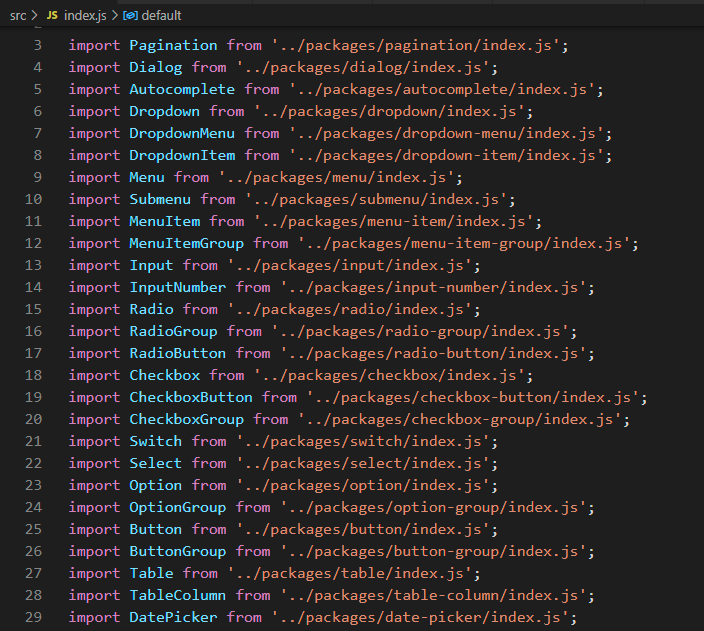 src > JS index.js > default
3 import Pagination from '../packages/pagination/index.js';
4 import Dialog from '../packages/dialog/index.js';
5 import Autocomplete from '../packages/autocomplete/index.js';
6 import Dropdown from '../packages/dropdown/index.js';
7 import DropdownMenu from '../packages/dropdown-menu/index.js';
8 import DropdownItem from '../packages/dropdown-item/index.js';
9 import Menu from '../packages/menu/index.js';
10 import Submenu from '../packages/submenu/index.js';
11 import MenuItem from '../packages/menu-item/index.js';
12 import MenuItemGroup from '../packages/menu-item-group/index.js';
13 import Input from '../packages/input/index.js';
14 import InputNumber from '../packages/input-number/index.js';
15 import Radio from '../packages/radio/index.js';
16 import RadioGroup from '../packages/radio-group/index.js';
17 import RadioButton from '../packages/radio-button/index.js';
18 import Checkbox from '../packages/checkbox/index.js';
19 import CheckboxButton from '../packages/checkbox-button/index.js';
20 import CheckboxGroup from '../packages/checkbox-group/index.js';
21 import Switch from '../packages/switch/index.js';
22 import Select from '../packages/select/index.js';
23 import Option from '../packages/option/index.js';
24 import OptionGroup from '../packages/option-group/index.js';
25 import Button from '../packages/button/index.js';
26 import ButtonGroup from '../packages/button-group/index.js';
27 import Table from '../packages/table/index.js';
28 import TableColumn from '../packages/table-column/index.js';
29 import DatePicker from '../packages/date-picker/index.js';